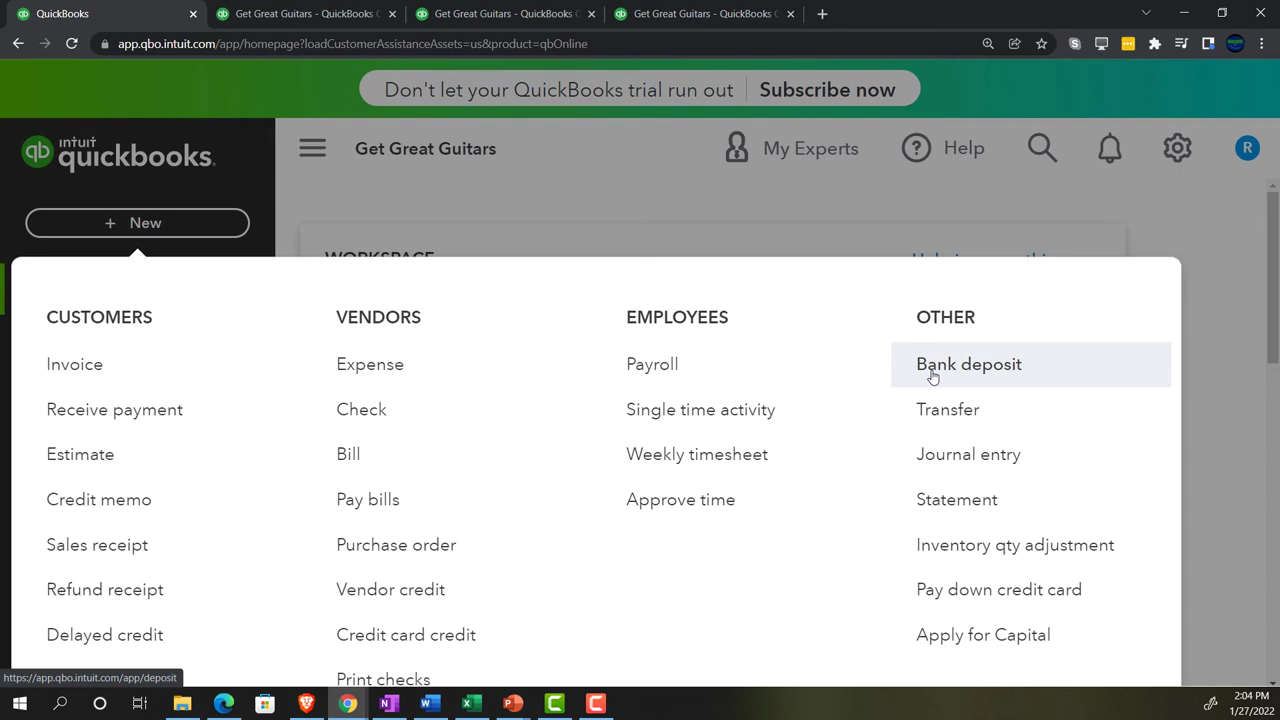 QuickBooks
Get Great Guitars - QuickBooks C
Get Great Guitars - QuickBooks C
Get Great Guitars - QuickBooks C
app.qbo.intuit.com/app/homepage?loadCustomerAssistanceAssets=us&product=qbOnline
Don't let your QuickBooks trial run out
Subscribe now
qb
intuit
quickbooks.
Get Great Guitars
My Experts
Help
R
+ New
WORKSPACE
CUSTOMERS
VENDORS
EMPLOYEES
OTHER
Invoice
Expense
Payroll
Bank deposit
Receive payment
Check
Single time activity
Transfer
Estimate
Bill
Weekly timesheet
Journal entry
Credit memo
Pay bills
Approve time
Statement
Sales receipt
Purchase order
Inventory qty adjustment
Refund receipt
Vendor credit
Pay down credit card
Delayed credit
Credit card credit
Apply for Capital
Print checks
https://app.qbo.intuit.com/app/deposit
2:04 PM
1/27/2022